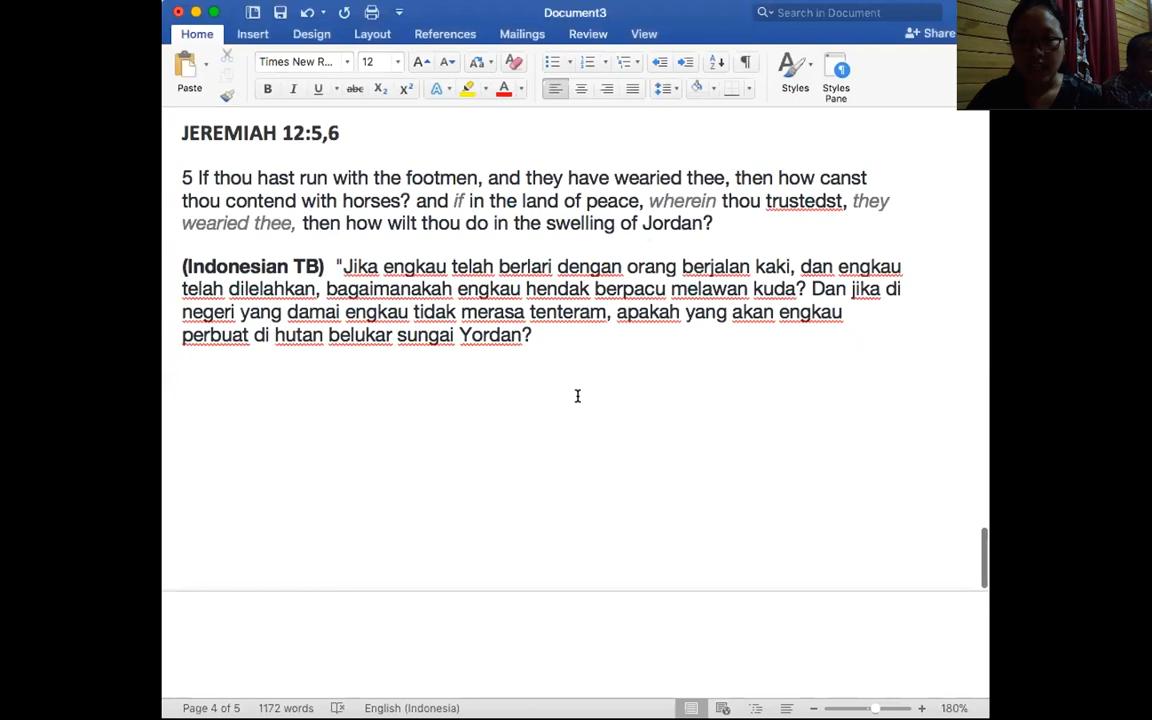 Document3
Search in Document
Home
Insert
Design
Layout
References
Mailings
Review
View
Share
Paste
Times New R...
12
Styles
Styles Pane
JEREMIAH 12:5,6
5 If thou hast run with the footmen, and they have wearied thee, then how canst
thou contend with horses? and if in the land of peace, wherein thou trustedst, they
wearied thee, then how wilt thou do in the swelling of Jordan?
(Indonesian TB) "Jika engkau telah berlari dengan orang berjalan kaki, dan engkau
telah dilelahkan, bagaimanakah engkau hendak berpacu melawan kuda? Dan jika di
negeri yang damai engkau tidak merasa tenteram, apakah yang akan engkau
perbuat di hutan belukar sungai Yordan?
Page 4 of 5
1172 words
English (Indonesia)
180%